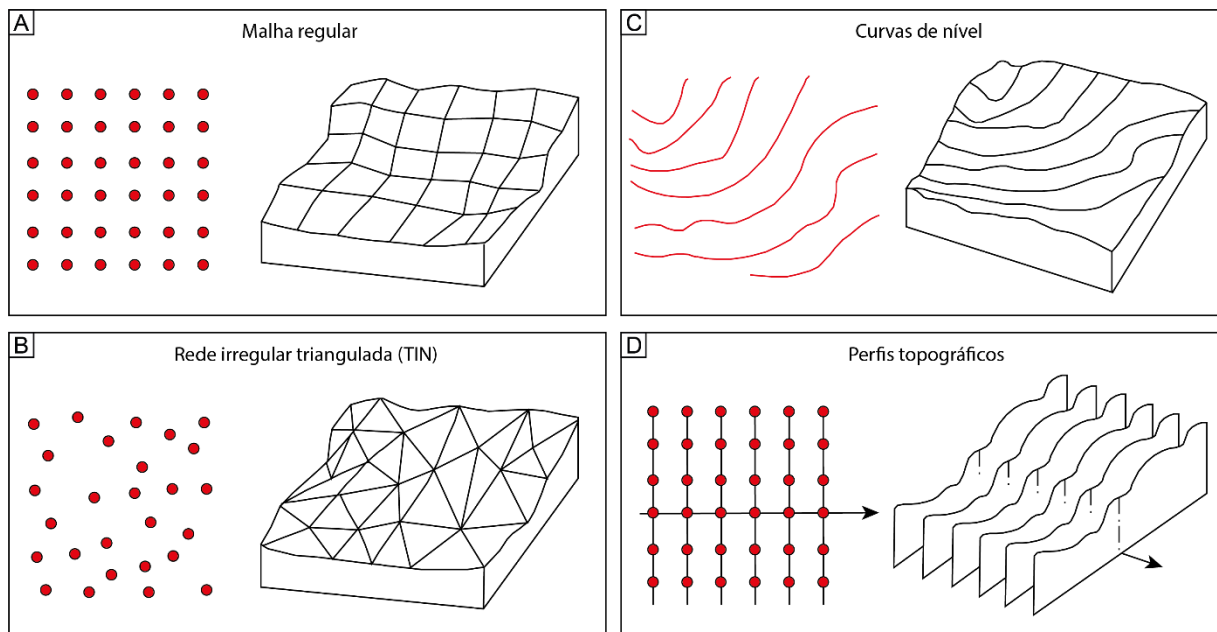 A
Malha regular
B
Rede irregular triangulada (TIN)
C
Curvas de nível
D
Perfis topográficos